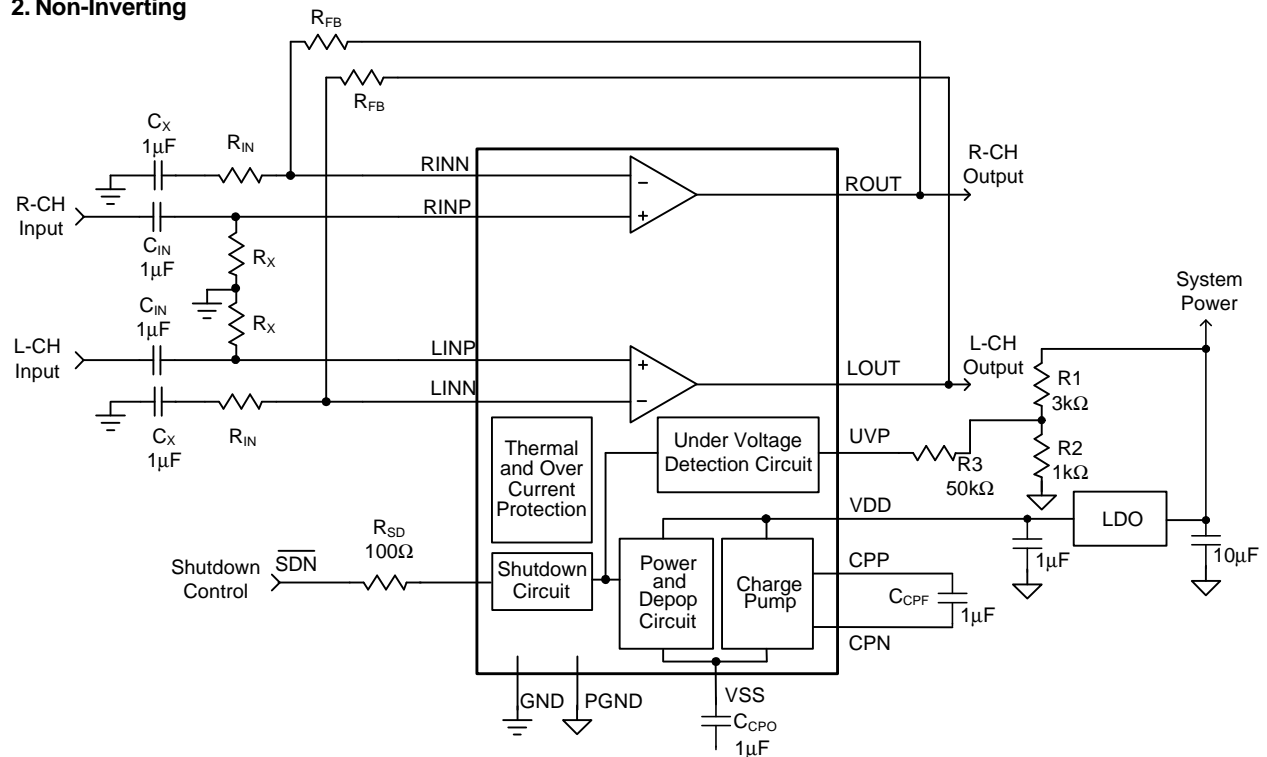 2. Non-Inverting
RFB
RFB
CX
1μF
RIN
RINN
R-CH
Input
RINP
CIN
1μF
RX
ROUT
R-CH
Output
CIN
1μF
RX
L-CH
Input
LINP
LINN
CX
1μF
RIN
LOUT
L-CH
Output
System
Power
R1
3kΩ
R2
1kΩ
UVP
R3
50kΩ
Thermal
and Over
Current
Protection
Under Voltage
Detection Circuit
VDD
LDO
1μF
10μF
Shutdown
Control
S̅D̅N̅
RSD
100Ω
Shutdown
Circuit
Power
and
Depop
Circuit
Charge
Pump
CPP
CCPF
1μF
CPN
GND
PGND
VSS
CCPO
1μF